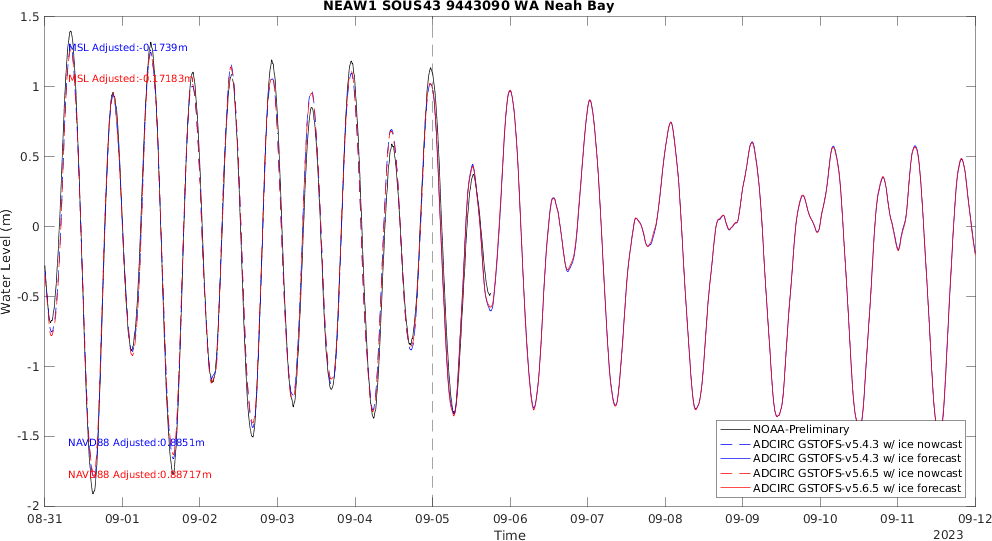 NEAW1 SOUS43 9443090 WA Neah Bay
Water Level (m)
1.5
1
0.5
0
-0.5
-1
-1.5
-2
MSL Adjusted:-0.1739m
MSL Adjusted:-0.17183m
NAVD88 Adjusted:0.8851m
NAVD88 Adjusted:0.88717m
NOAA-Preliminary
ADCIRC GSTOFS-v5.4.3 w/ ice nowcast
ADCIRC GSTOFS-v5.4.3 w/ ice forecast
ADCIRC GSTOFS-v5.6.5 w/ ice nowcast
ADCIRC GSTOFS-v5.6.5 w/ ice forecast
08-31 09-01 09-02 09-03 09-04 09-05 09-06 09-07 09-08 09-09 09-10 09-11 09-12
Time
2023